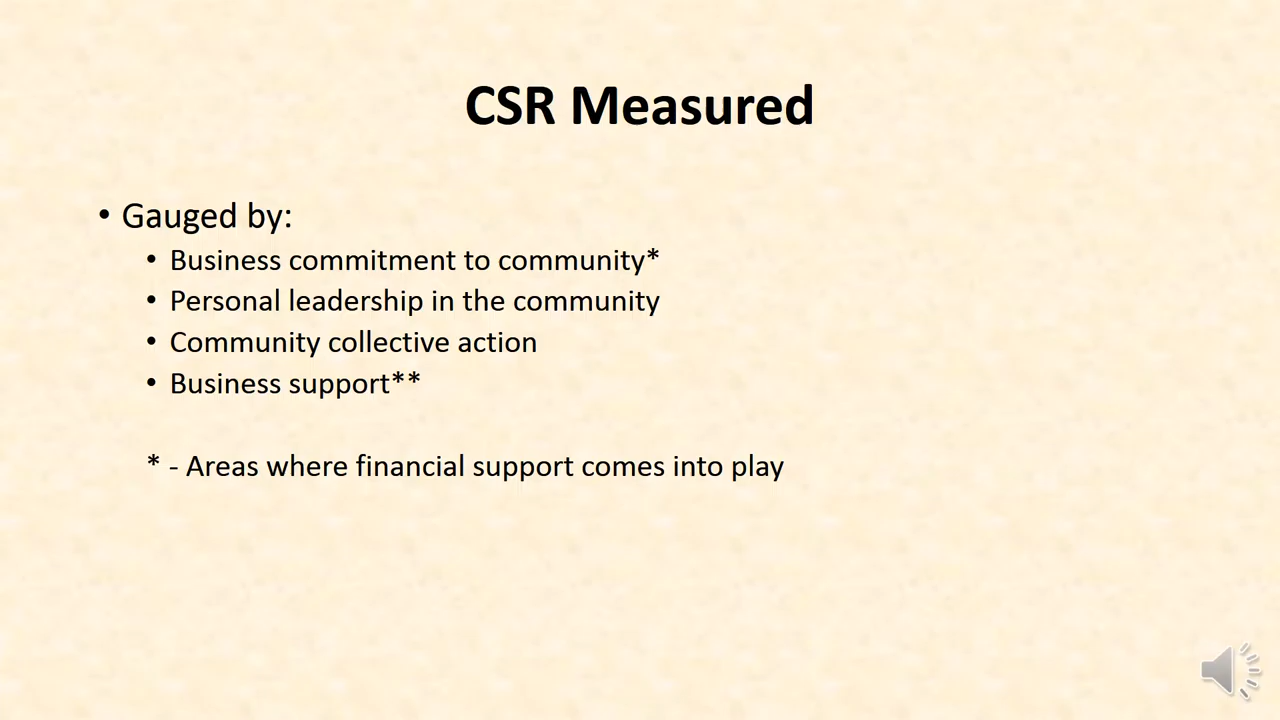 CSR Measured
• Gauged by:
• Business commitment to community*
• Personal leadership in the community
• Community collective action
• Business support**
* - Areas where financial support comes into play